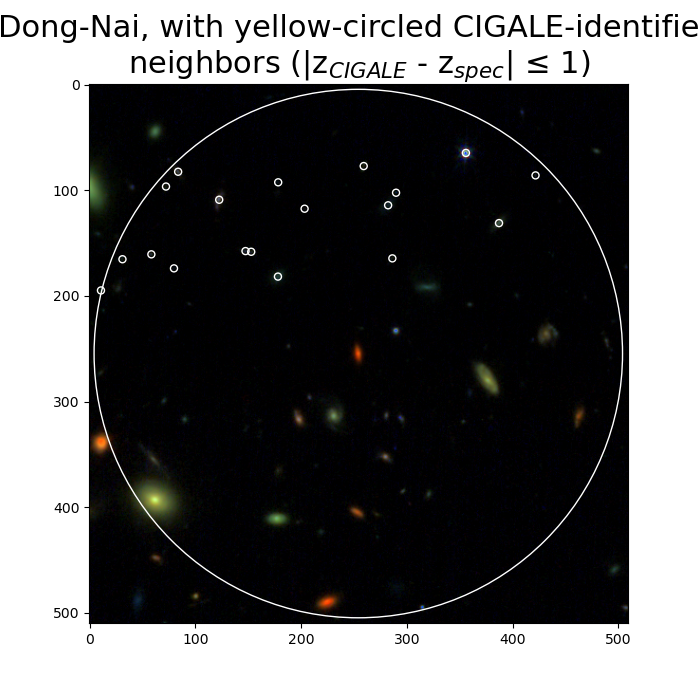 Dong-Nai, with yellow-circled CIGALE-identifie
neighbors (|z_CIGALE - z_spec| ≤ 1)
0
100
200
300
400
500
0 100 200 300 400 500